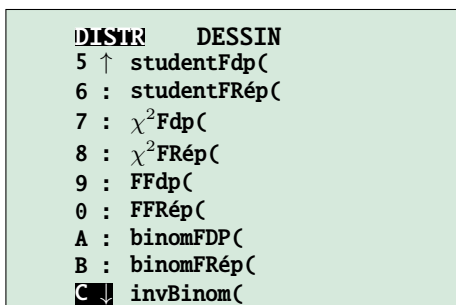 DISTR DESSIN
5 ↑ studentFdp(
6 : studentFRép(
7 : χ²Fdp(
8 : χ²FRép(
9 : FFdp(
0 : FFRép(
A : binomFDP(
B : binomFRép(
C ↓ invBinom(